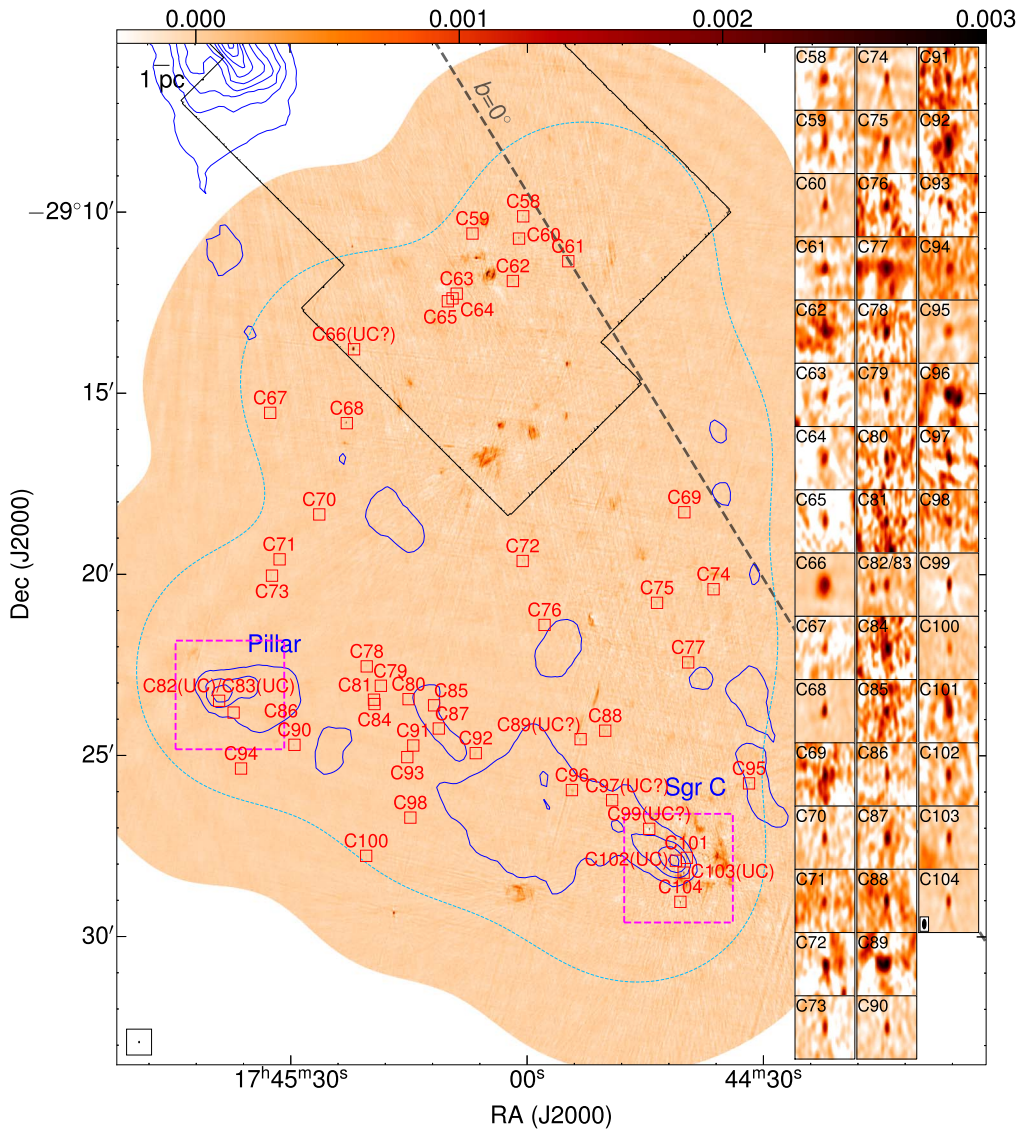 0.000 0.001 0.002 0.003
1 pc
b=0°
−29°10′
15′
20′
25′
30′
Dec (J2000)
17ʰ45ᵐ30ˢ 00ˢ 44ᵐ30ˢ
RA (J2000)
C58
C59
C60
C61
C62
C63
C64
C65
C66(UC?)
C67
C68
C69
C70
C71
C72
C73
C74
C75
C76
C77
Pillar
C78
C79
C80
C81
C82(UC)/C83(UC)
C84
C85
C86
C87
C88
C89(UC?)
C90
C91
C92
C93
C94
C95
C96
C97(UC?)
Sgr C
C98
C99(UC?)
C100
C101
C102(UC)
C103(UC)
C104
C58 C74 C91
C59 C75 C92
C60 C76 C93
C61 C77 C94
C62 C78 C95
C63 C79 C96
C64 C80 C97
C65 C81 C98
C66 C82/83 C99
C67 C84 C100
C68 C85 C101
C69 C86 C102
C70 C87 C103
C71 C88 C104
C72 C89
C73 C90